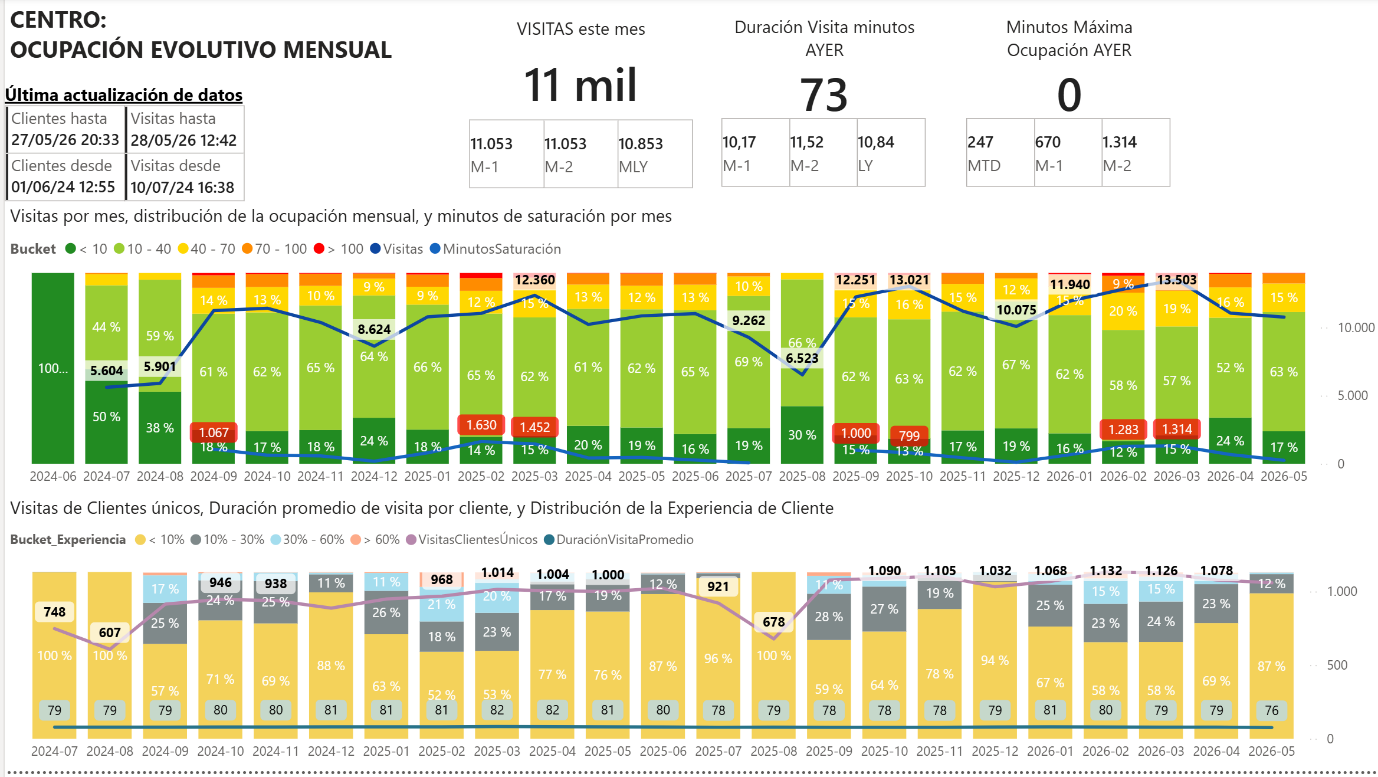 CENTRO:
OCUPACIÓN EVOLUTIVO MENSUAL
Última actualización de datos
Clientes hasta
27/05/26 20:33
Visitas hasta
28/05/26 12:42
Clientes desde
01/06/24 12:55
Visitas desde
10/07/24 16:38
VISITAS este mes
11 mil
11.053
M-1
11.053
M-2
10.853
MLY
Duración Visita minutos
AYER
73
10,17
M-1
11,52
M-2
10,84
LY
Minutos Máxima
Ocupación AYER
0
247
MTD
670
M-1
1.314
M-2
Visitas por mes, distribución de la ocupación mensual, y minutos de saturación por mes
Bucket < 10 10 - 40 40 - 70 70 - 100 > 100 Visitas MinutosSaturación
12.360 12.251 13.021 11.940 13.503
9 % 9 % 10 % 12 % 9 %
14 % 13 % 10 % 12 % 15 % 13 % 12 % 13 % 15 % 16 % 15 % 15 % 20 % 19 % 16 % 15 %
10.075
9.262
8.624
44 % 59 % 64 % 66 %
10.000
5.604 5.901 6.523
100... 61 % 62 % 65 % 66 % 65 % 62 % 61 % 62 % 65 % 69 % 62 % 63 % 62 % 67 % 62 % 58 % 57 % 52 % 63 %
5.000
50 % 38 % 30 %
1.067 1.630 1.452 1.000 799 1.283 1.314
18 % 17 % 18 % 24 % 18 % 14 % 15 % 20 % 19 % 16 % 19 % 15 % 13 % 17 % 19 % 16 % 12 % 15 % 24 % 17 %
0
2024-06 2024-07 2024-08 2024-09 2024-10 2024-11 2024-12 2025-01 2025-02 2025-03 2025-04 2025-05 2025-06 2025-07 2025-08 2025-09 2025-10 2025-11 2025-12 2026-01 2026-02 2026-03 2026-04 2026-05
Visitas de Clientes únicos, Duración promedio de visita por cliente, y Distribución de la Experiencia de Cliente
Bucket_Experiencia < 10% 10% - 30% 30% - 60% > 60% VisitasClientesÚnicos DuraciónVisitaPromedio
946 938 968 1.014 1.004 1.000 921 1.090 1.105 1.032 1.068 1.132 1.126 1.078
17 % 11 % 11 % 21 % 20 % 12 % 11 % 15 % 15 % 12 %
1.000
748 607 678
25 % 24 % 25 % 26 % 18 % 23 % 17 % 19 % 28 % 27 % 19 % 25 % 23 % 24 % 23 %
500
100 % 100 % 57 % 71 % 69 % 88 % 63 % 52 % 53 % 77 % 76 % 87 % 96 % 100 % 59 % 64 % 78 % 94 % 67 % 58 % 58 % 69 % 87 %
79 79 79 80 80 81 81 81 82 82 81 80 78 79 78 78 78 79 81 80 79 79 76
0
2024-07 2024-08 2024-09 2024-10 2024-11 2024-12 2025-01 2025-02 2025-03 2025-04 2025-05 2025-06 2025-07 2025-08 2025-09 2025-10 2025-11 2025-12 2026-01 2026-02 2026-03 2026-04 2026-05